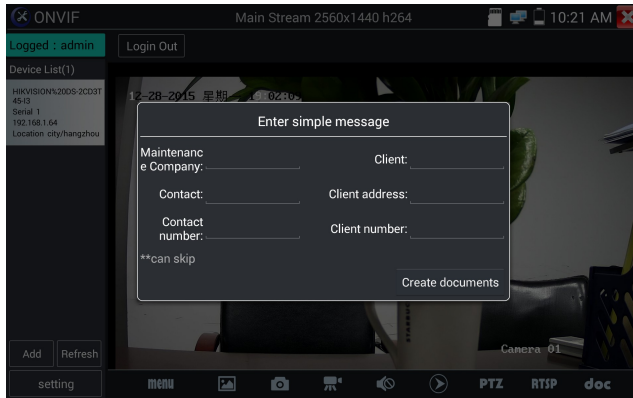 ONVIF
Main Stream 2560x1440 h264
10:21 AM
Logged : admin
Login Out
Device List(1)
HIKVISION%20DS-2CD3T
45-I3
Serial 1
192.168.1.64
Location city/hangzhou
12-28-2015 星期一
Enter simple message
Maintenanc
e Company:
Client:
Contact:
Client address:
Contact
number:
Client number:
**can skip
Create documents
Camera 01
Add
Refresh
setting
menu
PTZ
RTSP
doc